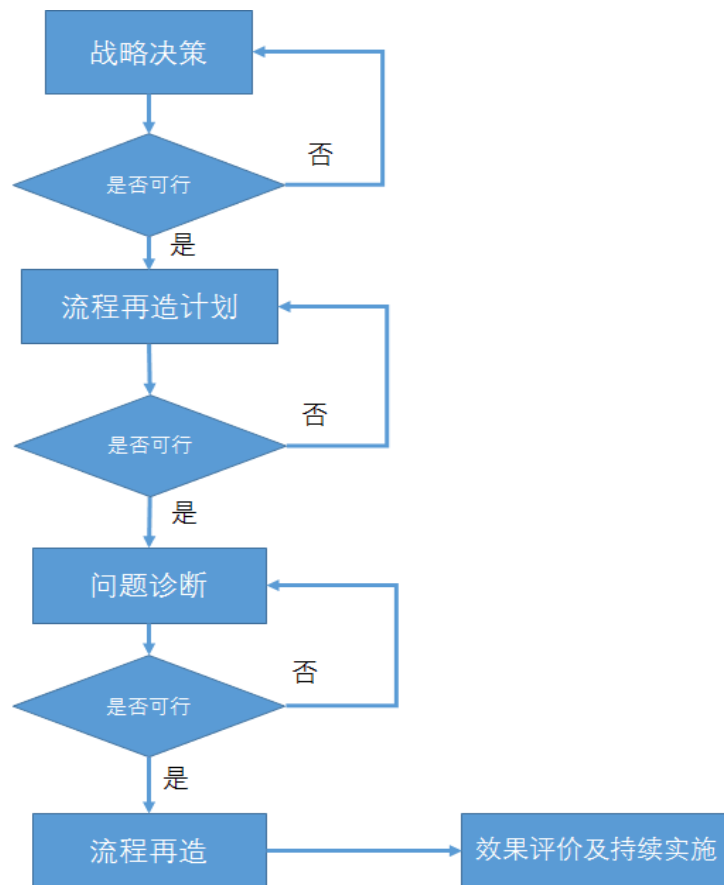 战略决策
否
是否可行
是
流程再造计划
否
是否可行
是
问题诊断
否
是否可行
是
流程再造
效果评价及持续实施